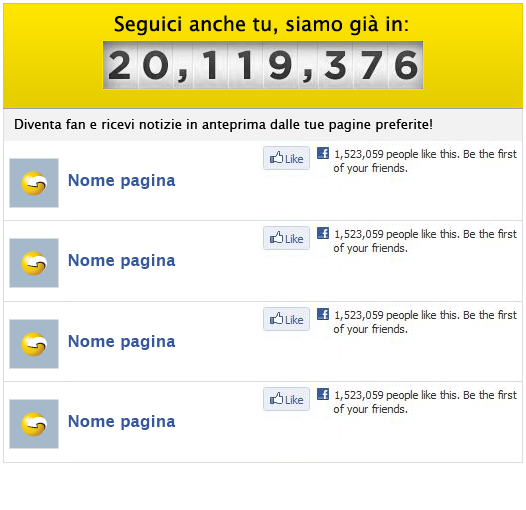 Seguici anche tu, siamo già in:
20,119,376
Diventa fan e ricevi notizie in anteprima dalle tue pagine preferite!
Nome pagina
Like
1,523,059 people like this. Be the first
of your friends.
Nome pagina
Like
1,523,059 people like this. Be the first
of your friends.
Nome pagina
Like
1,523,059 people like this. Be the first
of your friends.
Nome pagina
Like
1,523,059 people like this. Be the first
of your friends.